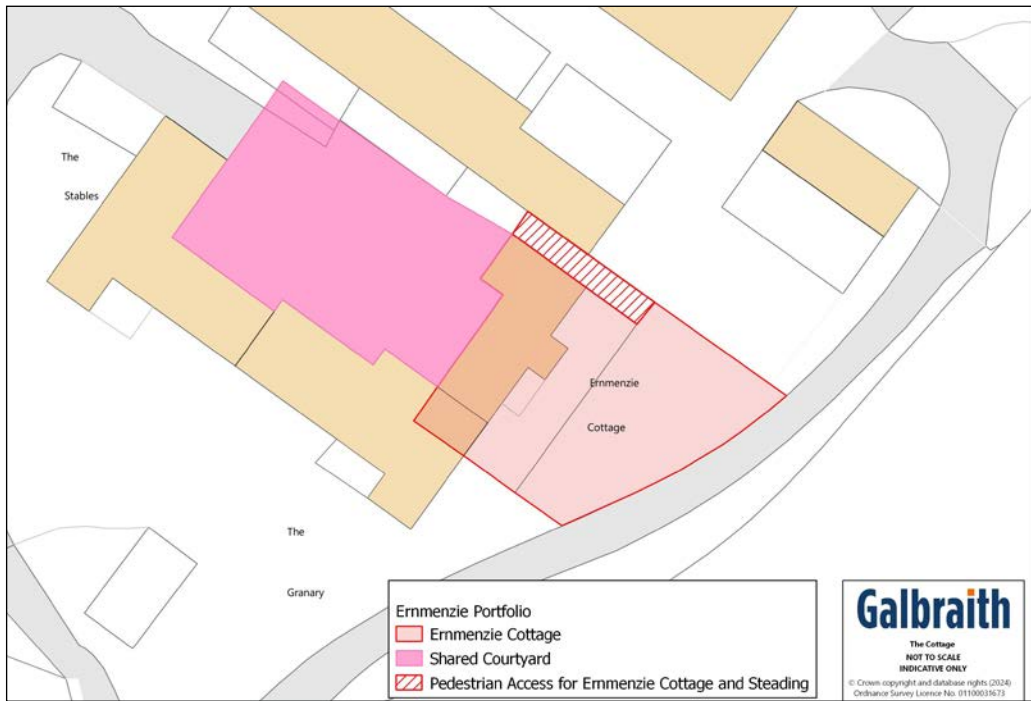 The
Stables
Ernmenzie
Cottage
The
Granary
Ernmenzie Portfolio
Ernmenzie Cottage
Shared Courtyard
Pedestrian Access for Ernmenzie Cottage and Steading
Galbraith
The Cottage
NOT TO SCALE
INDICATIVE ONLY
© Crown copyright and database rights (2024)
Ordnance Survey Licence No. 01100031673